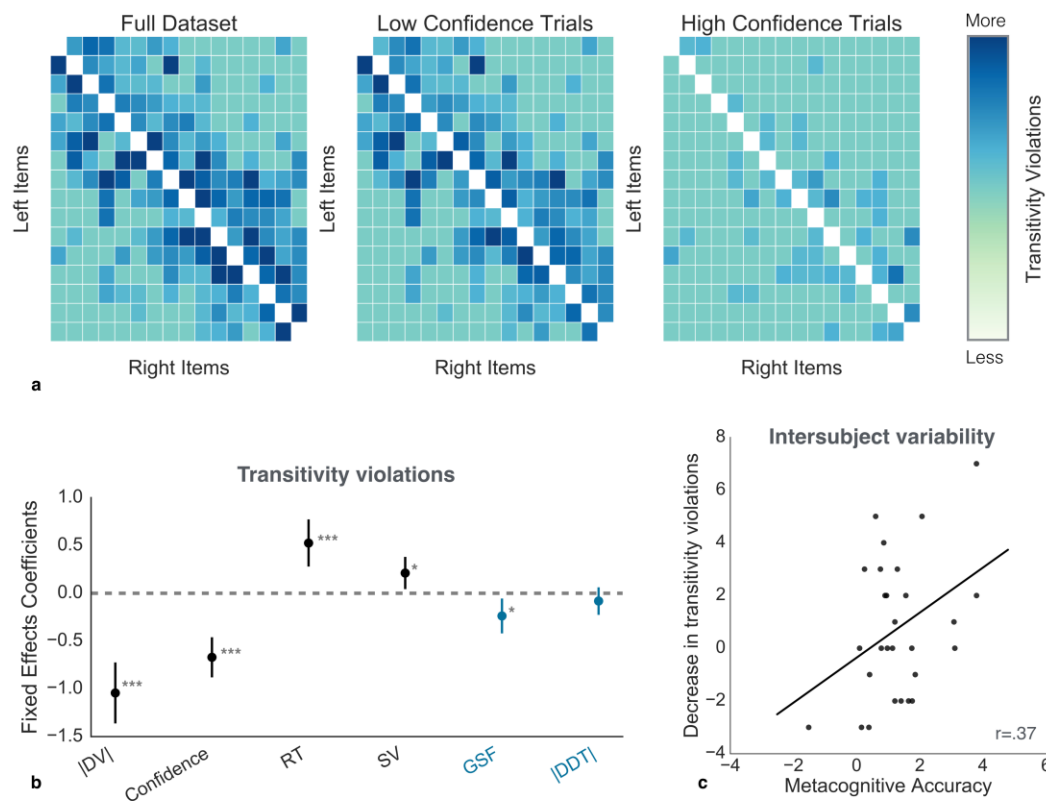 Full Dataset
Low Confidence Trials
High Confidence Trials
More
Left Items
Left Items
Left Items
Transitivity Violations
Right Items
Right Items
Right Items
Less
a
Transitivity violations
Fixed Effects Coefficients
1.0
0.5
0.0
−0.5
−1.0
−1.5
***
***
***
*
*
|DV|
Confidence
RT
SV
GSF
|DDT|
b
Intersubject variability
Decrease in transitivity violations
8
6
4
2
0
−2
−4
r=.37
−4
−2
0
2
4
6
Metacognitive Accuracy
c